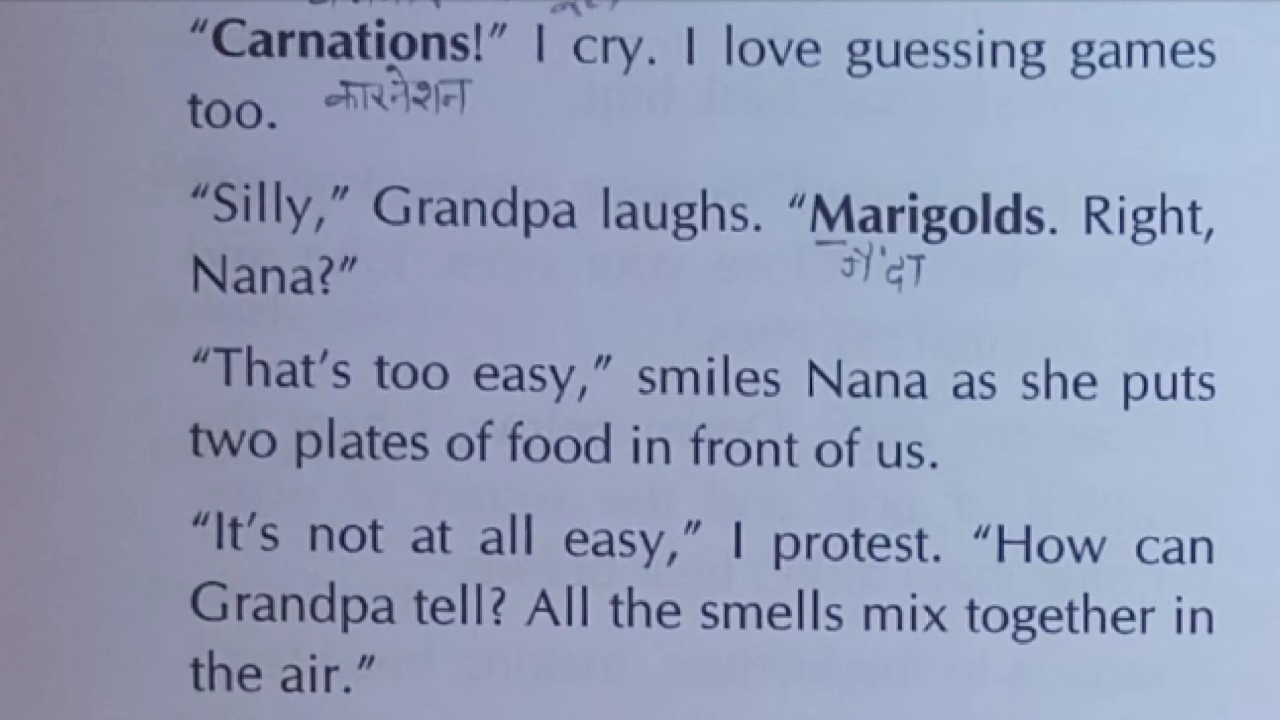 “Carnations!” I cry. I love guessing games
too. कारनेशन
“Silly,” Grandpa laughs. “Marigolds. Right,
गेंदा
Nana?”
“That’s too easy,” smiles Nana as she puts
two plates of food in front of us.
“It’s not at all easy,” I protest. “How can
Grandpa tell? All the smells mix together in
the air.”